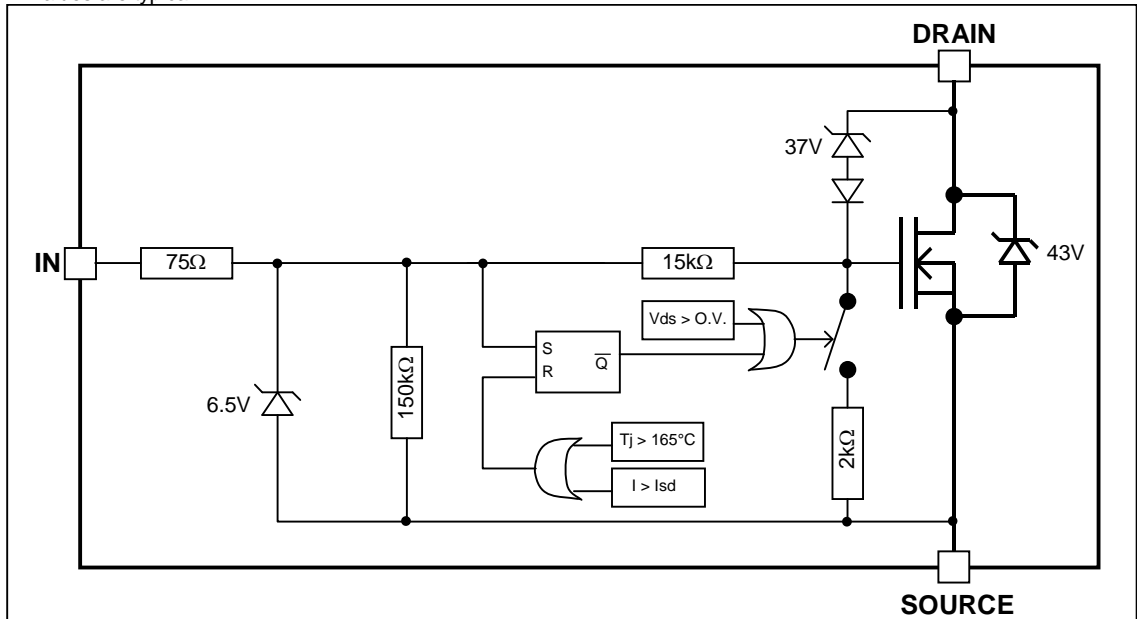 DRAIN
37V
IN
75Ω
15kΩ
43V
Vds > O.V.
S
R
Q
150kΩ
6.5V
Tj > 165°C
I > Isd
2kΩ
SOURCE